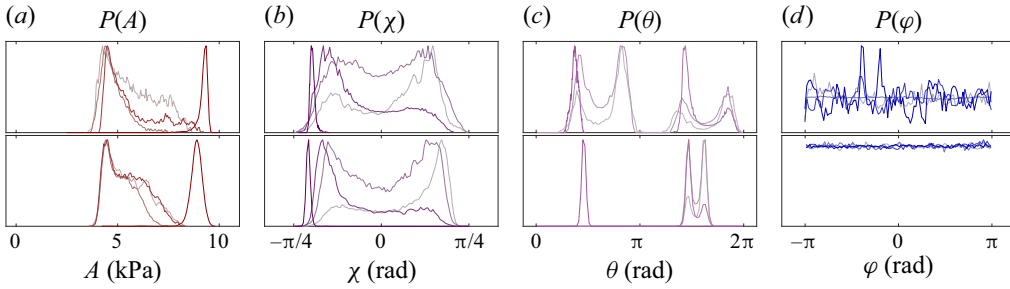 (a) P(A) (b) P(χ) (c) P(θ) (d) P(φ)
0 5 10 −π/4 0 π/4 0 π 2π −π 0 π
A (kPa) χ (rad) θ (rad) φ (rad)